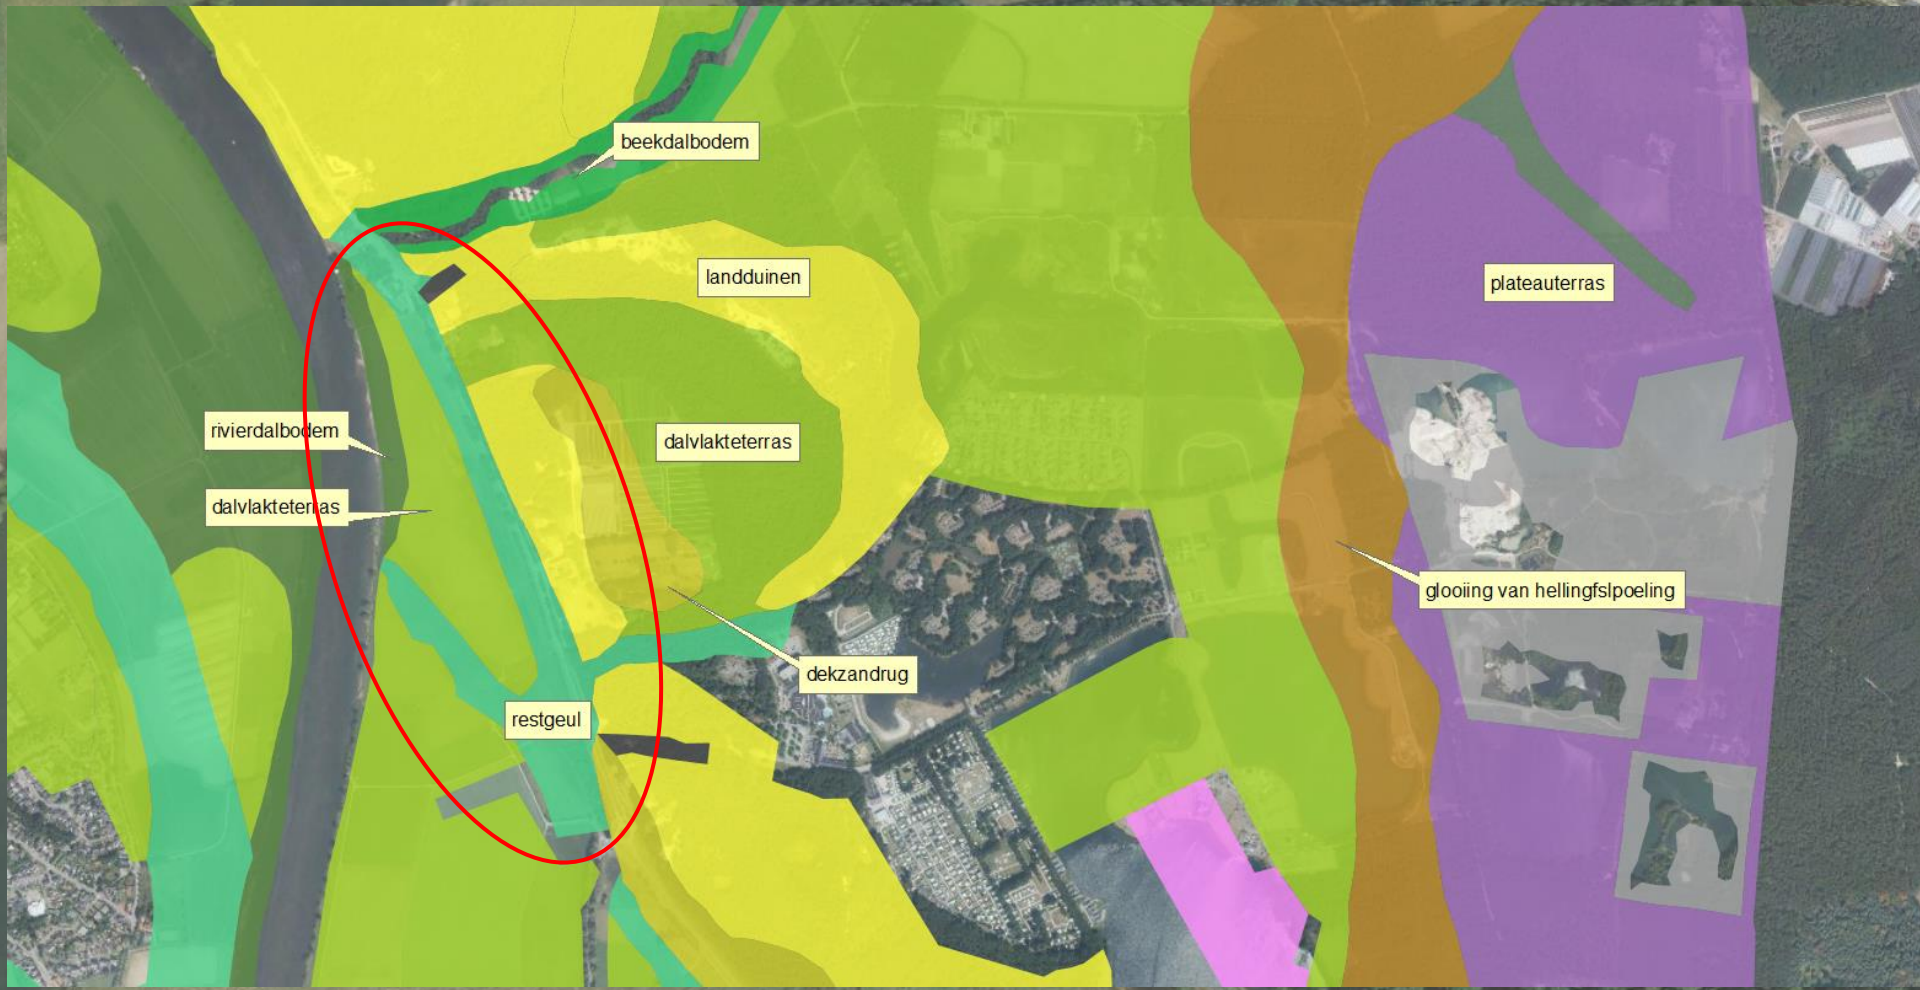 beekdalbodem
landduinen
plateauterras
rivierdalbodem
dalvlakteterras
dalvlakteterras
glooiing van hellingfslpoeling
dekzandrug
restgeul